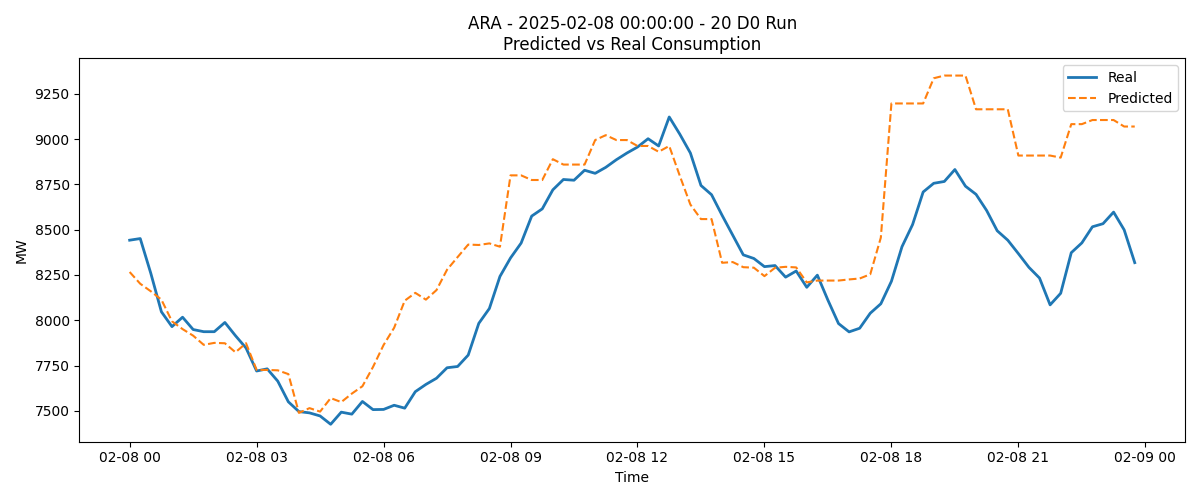 ARA - 2025-02-08 00:00:00 - 20 D0 Run
Predicted vs Real Consumption
Real
Predicted
MW
9250
9000
8750
8500
8250
8000
7750
7500
02-08 00
02-08 03
02-08 06
02-08 09
02-08 12
02-08 15
02-08 18
02-08 21
02-09 00
Time